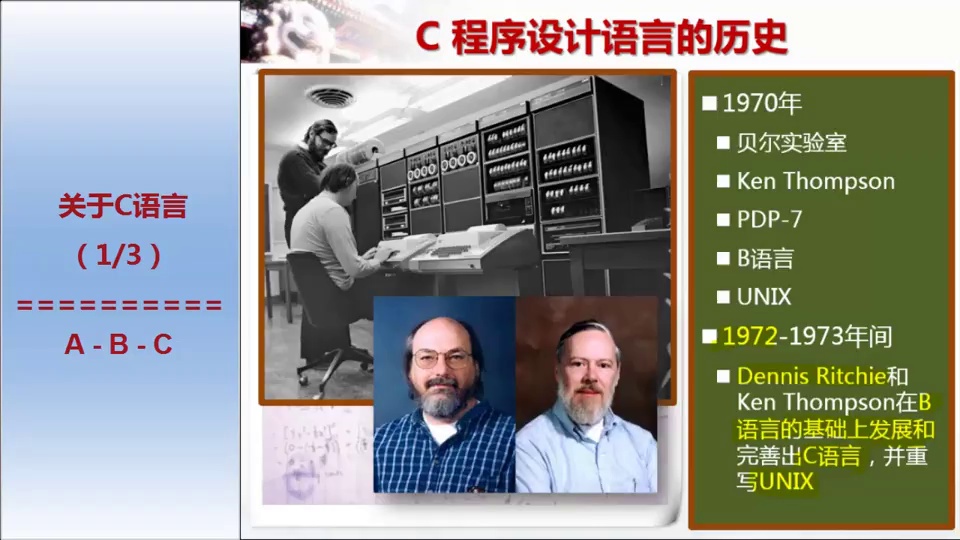 C 程序设计语言的历史
关于C语言
（1/3）
==========
A - B - C
1970年
贝尔实验室
Ken Thompson
PDP-7
B语言
UNIX
1972-1973年间
Dennis Ritchie和
Ken Thompson在B
语言的基础上发展和
完善出C语言，并重
写UNIX